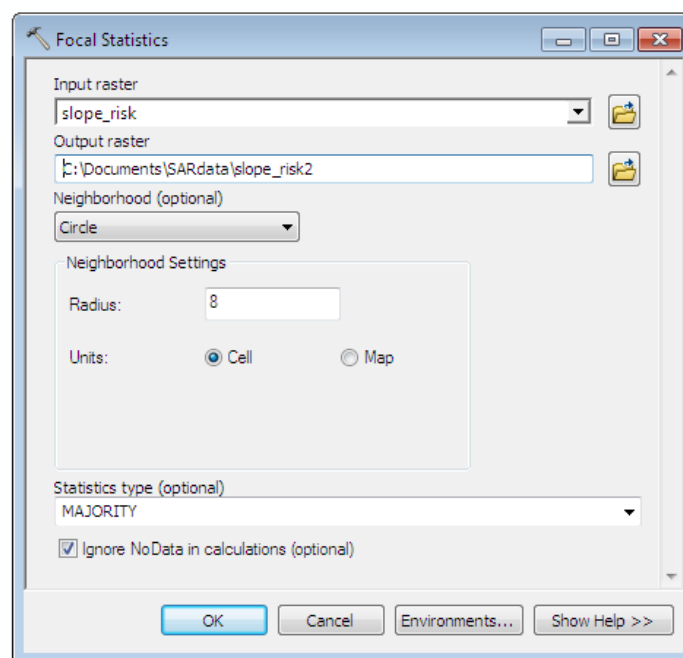 Focal Statistics
Input raster
slope_risk
Output raster
C:\Documents\SARdata\slope_risk2
Neighborhood (optional)
Circle
Neighborhood Settings
Radius: 8
Units: Cell Map
Statistics type (optional)
MAJORITY
Ignore NoData in calculations (optional)
OK Cancel Environments... Show Help >>